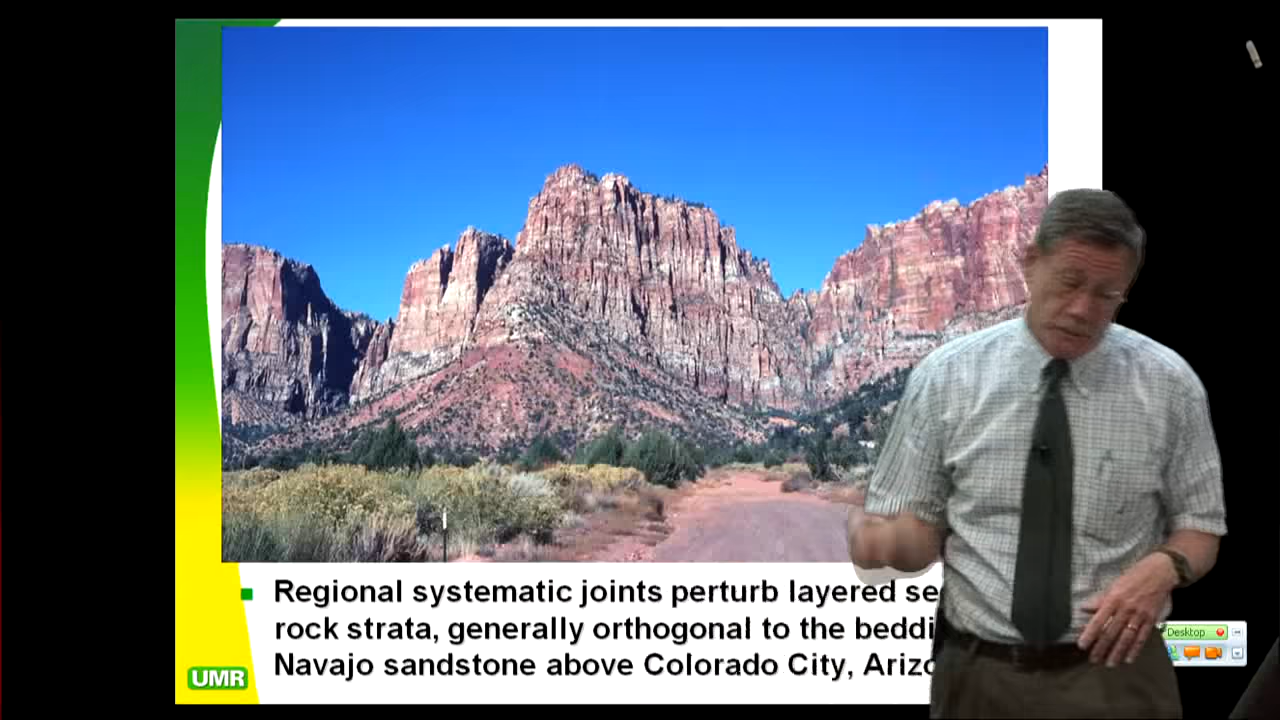 Regional systematic joints perturb layered
rock strata, generally orthogonal to the
Navajo sandstone above Colorado City,
UMR
Desktop